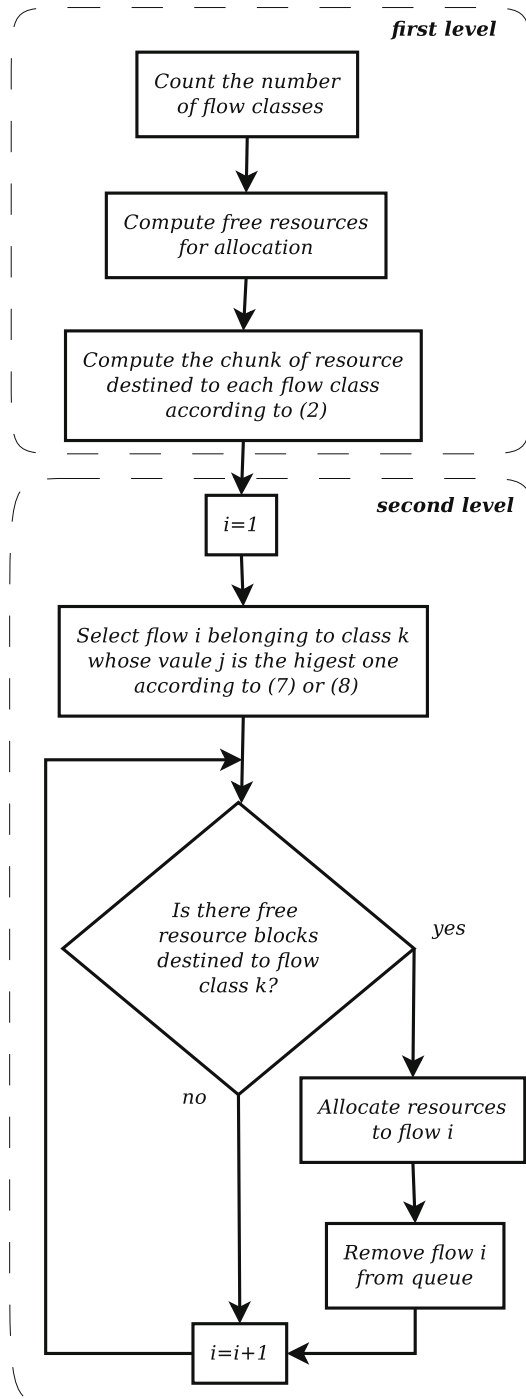 first level
Count the number
of flow classes
Compute free resources
for allocation
Compute the chunk of resource
destined to each flow class
according to (2)
second level
i=1
Select flow i belonging to class k
whose vaule j is the higest one
according to (7) or (8)
Is there free
resource blocks
destined to flow
class k?
yes
no
Allocate resources
to flow i
Remove flow i
from queue
i=i+1